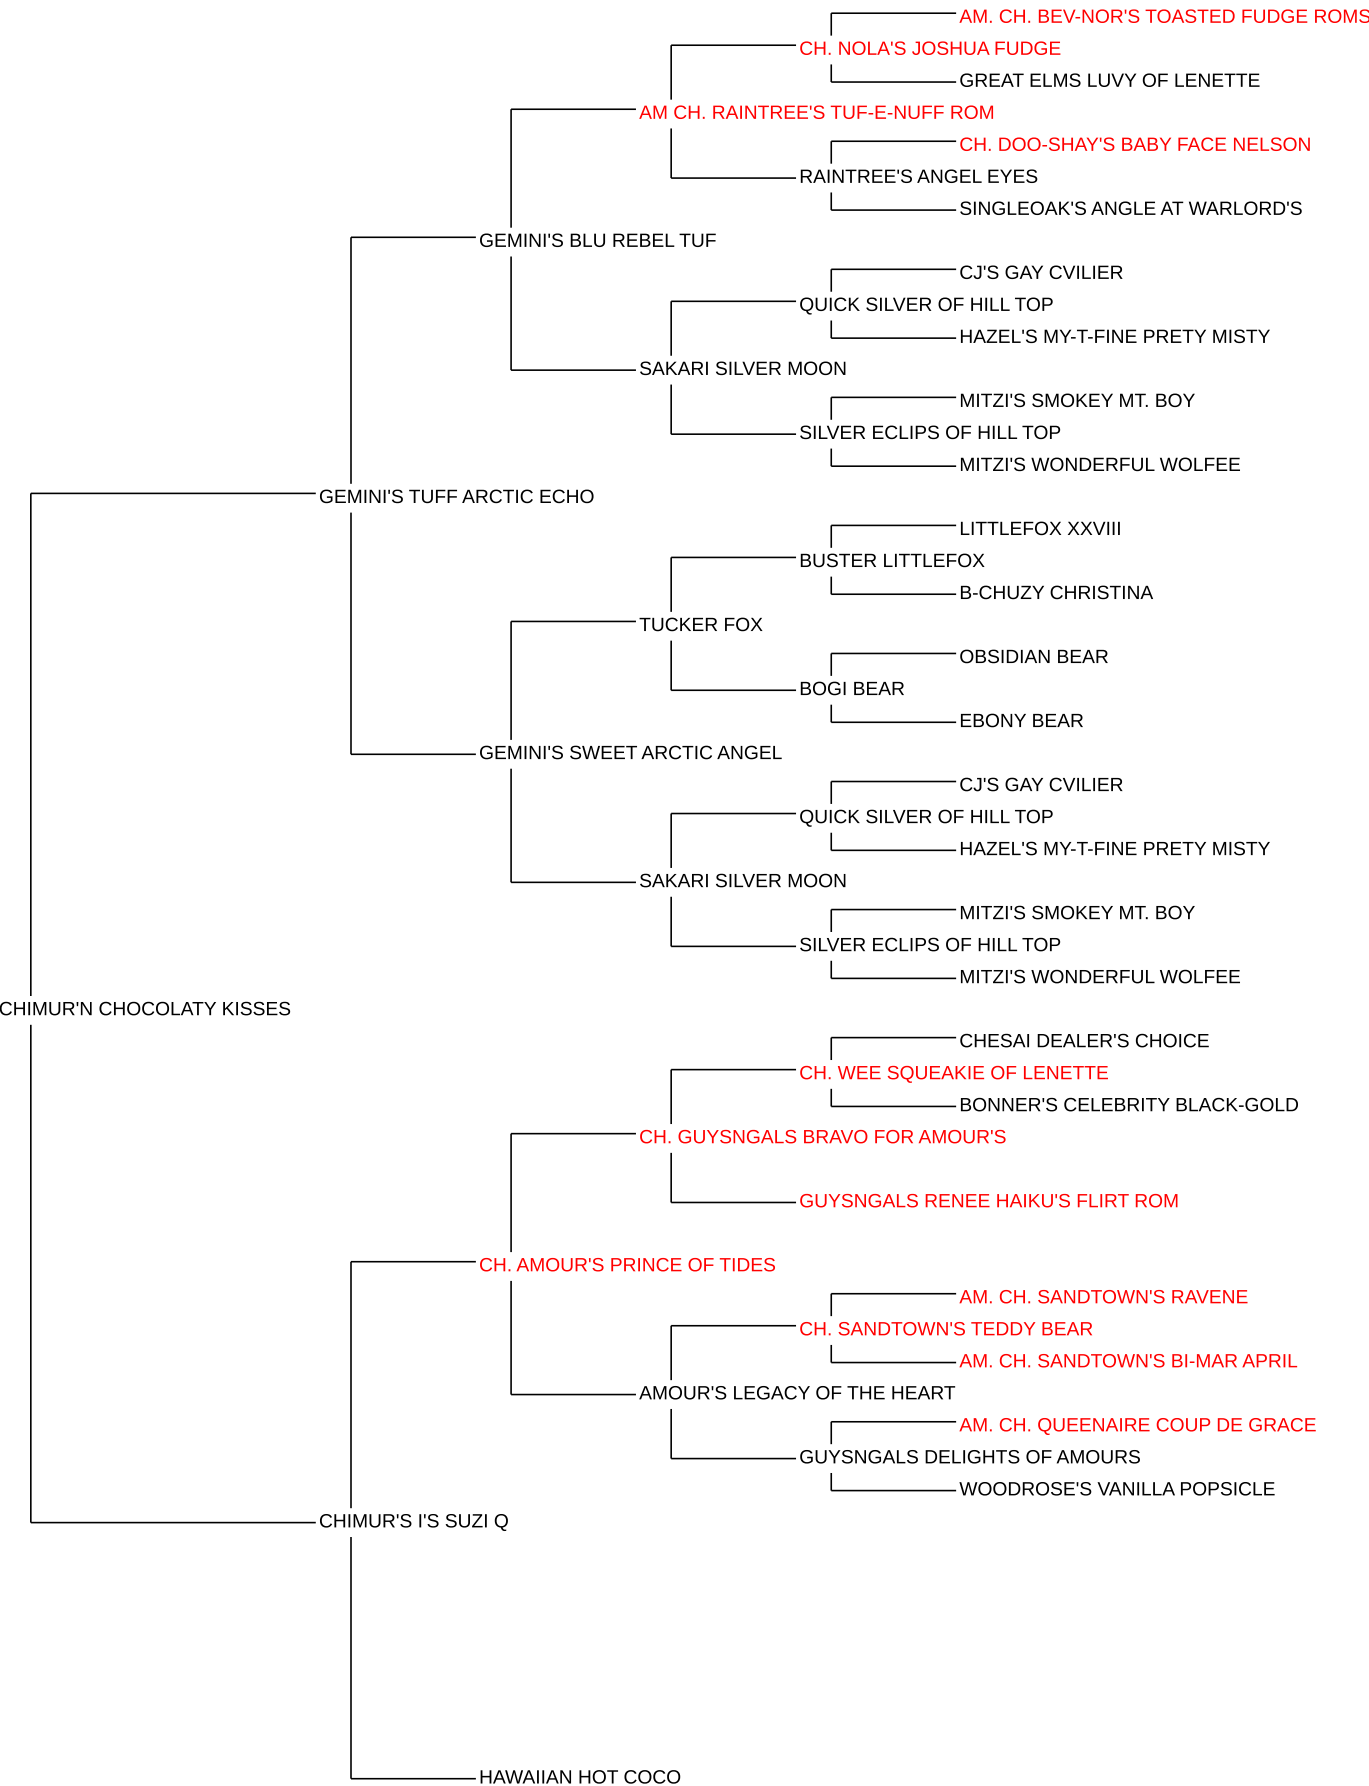 AM. CH. BEV-NOR'S TOASTED FUDGE ROMS
CH. NOLA'S JOSHUA FUDGE
GREAT ELMS LUVY OF LENETTE
AM CH. RAINTREE'S TUF-E-NUFF ROM
CH. DOO-SHAY'S BABY FACE NELSON
RAINTREE'S ANGEL EYES
SINGLEOAK'S ANGLE AT WARLORD'S
GEMINI'S BLU REBEL TUF
CJ'S GAY CVILIER
QUICK SILVER OF HILL TOP
HAZEL'S MY-T-FINE PRETY MISTY
SAKARI SILVER MOON
MITZI'S SMOKEY MT. BOY
SILVER ECLIPS OF HILL TOP
MITZI'S WONDERFUL WOLFEE
GEMINI'S TUFF ARCTIC ECHO
LITTLEFOX XXVIII
BUSTER LITTLEFOX
B-CHUZY CHRISTINA
TUCKER FOX
OBSIDIAN BEAR
BOGI BEAR
EBONY BEAR
GEMINI'S SWEET ARCTIC ANGEL
CJ'S GAY CVILIER
QUICK SILVER OF HILL TOP
HAZEL'S MY-T-FINE PRETY MISTY
SAKARI SILVER MOON
MITZI'S SMOKEY MT. BOY
SILVER ECLIPS OF HILL TOP
MITZI'S WONDERFUL WOLFEE
CHIMUR'N CHOCOLATY KISSES
CHESAI DEALER'S CHOICE
CH. WEE SQUEAKIE OF LENETTE
BONNER'S CELEBRITY BLACK-GOLD
CH. GUYSNGALS BRAVO FOR AMOUR'S
GUYSNGALS RENEE HAIKU'S FLIRT ROM
CH. AMOUR'S PRINCE OF TIDES
AM. CH. SANDTOWN'S RAVENE
CH. SANDTOWN'S TEDDY BEAR
AM. CH. SANDTOWN'S BI-MAR APRIL
AMOUR'S LEGACY OF THE HEART
AM. CH. QUEENAIRE COUP DE GRACE
GUYSNGALS DELIGHTS OF AMOURS
WOODROSE'S VANILLA POPSICLE
CHIMUR'S I'S SUZI Q
HAWAIIAN HOT COCO